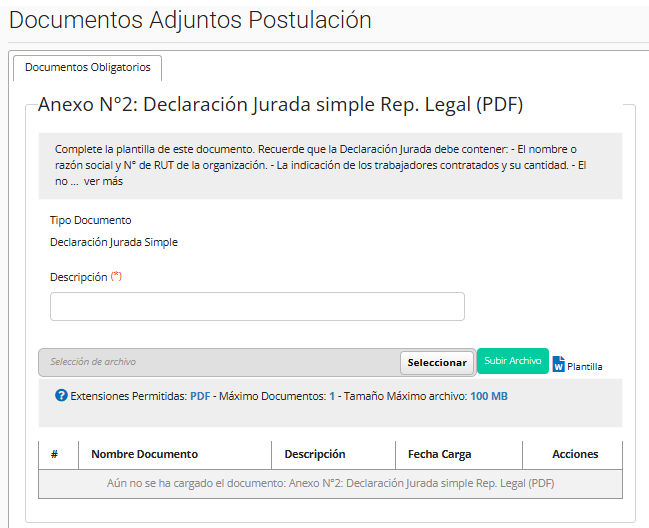 Documentos Adjuntos Postulación
Documentos Obligatorios
Anexo N°2: Declaración Jurada simple Rep. Legal (PDF)
Complete la plantilla de este documento. Recuerde que la Declaración Jurada debe contener: - El nombre o
razón social y N° de RUT de la organización. - La indicación de los trabajadores contratados y su cantidad. - El
no ... ver más
Tipo Documento
Declaración Jurada Simple
Descripción (*)
Selección de archivo Seleccionar Subir Archivo Plantilla
Extensiones Permitidas: PDF - Máximo Documentos: 1 - Tamaño Máximo archivo: 100 MB
# Nombre Documento Descripción Fecha Carga Acciones
Aún no se ha cargado el documento: Anexo N°2: Declaración Jurada simple Rep. Legal (PDF)